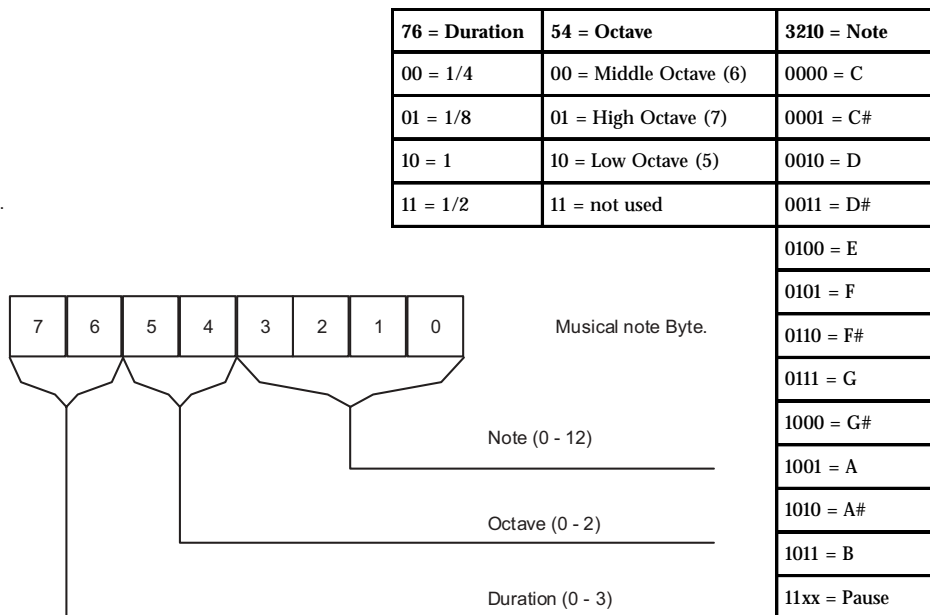 76 = Duration 54 = Octave 3210 = Note
00 = 1/4 00 = Middle Octave (6) 0000 = C
01 = 1/8 01 = High Octave (7) 0001 = C#
10 = 1 10 = Low Octave (5) 0010 = D
11 = 1/2 11 = not used 0011 = D#
.
0100 = E
0101 = F
7 6 5 4 3 2 1 0 Musical note Byte.
0110 = F#
0111 = G
1000 = G#
Note (0 - 12)
1001 = A
1010 = A#
Octave (0 - 2)
1011 = B
Duration (0 - 3) 11xx = Pause